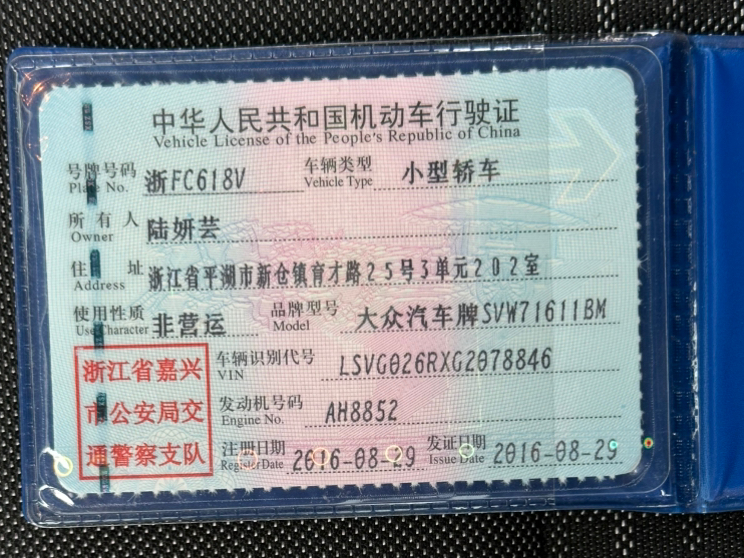 中华人民共和国机动车行驶证
Vehicle License of the People's Republic of China
号牌号码 浙FC618V 车辆类型 小型轿车
Plate No. Vehicle Type
所有人 陆妍芸
Owner
住址 浙江省平湖市新仓镇育才路25号3单元202室
Address
使用性质 非营运 品牌型号 大众汽车牌SVW71611BM
Use Character Model
浙江省嘉兴
市公安局交
通警察支队
车辆识别代号 LSVG026RXG2078846
VIN
发动机号码 AH8852
Engine No.
注册日期 2016-08-29 发证日期 2016-08-29
Register Date Issue Date